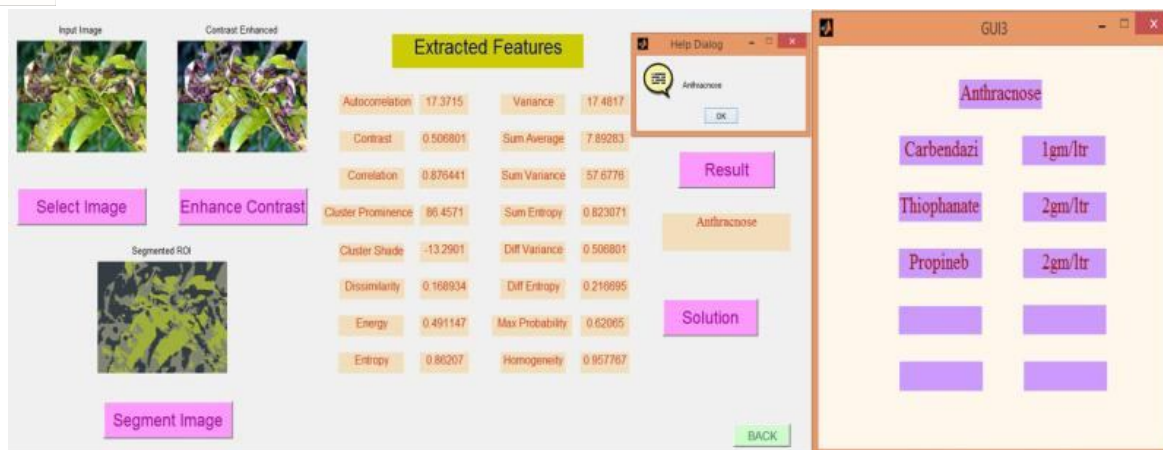 Input Image
Contrast Enhanced
Select Image
Enhance Contrast
Segmented ROI
Segment Image
Extracted Features
Autocorrelation 17.3715 Variance 17.4817
Contrast 0.506801 Sum Average 7.89283
Correlation 0.876441 Sum Variance 57.6776
Cluster Prominence 86.4571 Sum Entropy 0.823071
Cluster Shade -13.2901 Diff Variance 0.506801
Dissimilarity 0.168934 Diff Entropy 0.216695
Energy 0.491147 Max Probability 0.62065
Entropy 0.86207 Homogeneity 0.957767
Help Dialog
Anthracnose
OK
Result
Anthracnose
Solution
BACK
GUI3
Anthracnose
Carbendazi 1gm/ltr
Thiophanate 2gm/ltr
Propineb 2gm/ltr